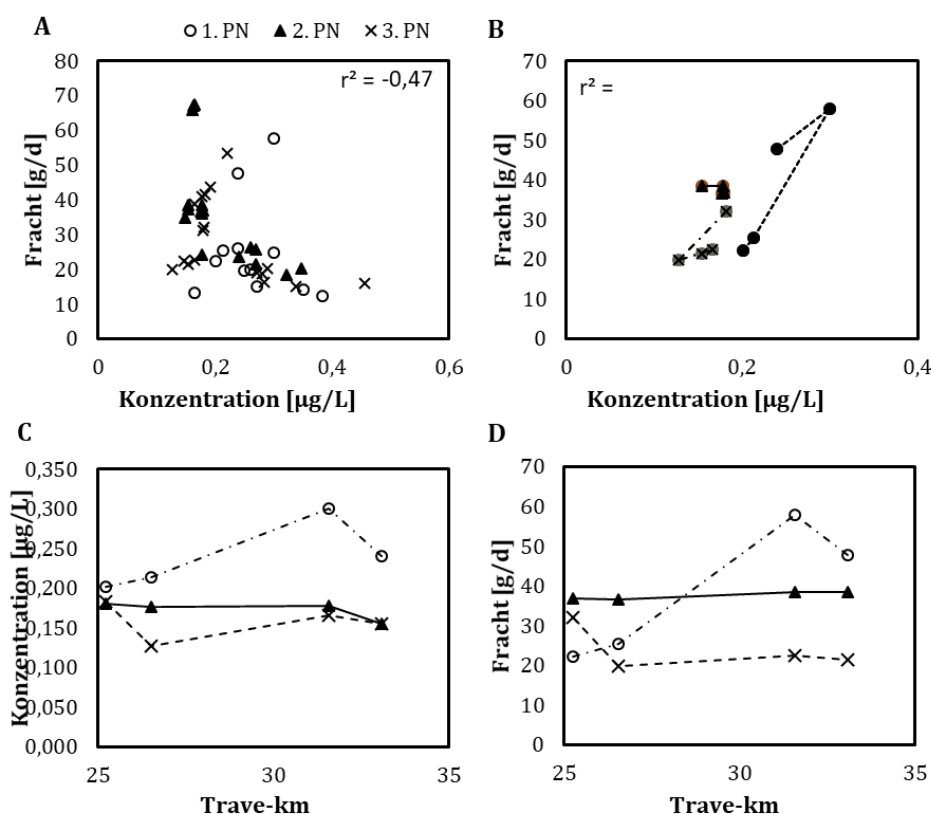 A
○ 1. PN ▲ 2. PN × 3. PN
r² = -0,47
80
70
60
50
40
30
20
10
0
Fracht [g/d]
0 0,2 0,4 0,6
Konzentration [µg/L]
B
r² =
70
60
50
40
30
20
10
0
Fracht [g/d]
0 0,2 0,4
Konzentration [µg/L]
C
0,350
0,300
0,250
0,200
0,150
0,100
0,050
0,000
Konzentration [µg/L]
25 30 35
Trave-km
D
70
60
50
40
30
20
10
0
Fracht [g/d]
25 30 35
Trave-km